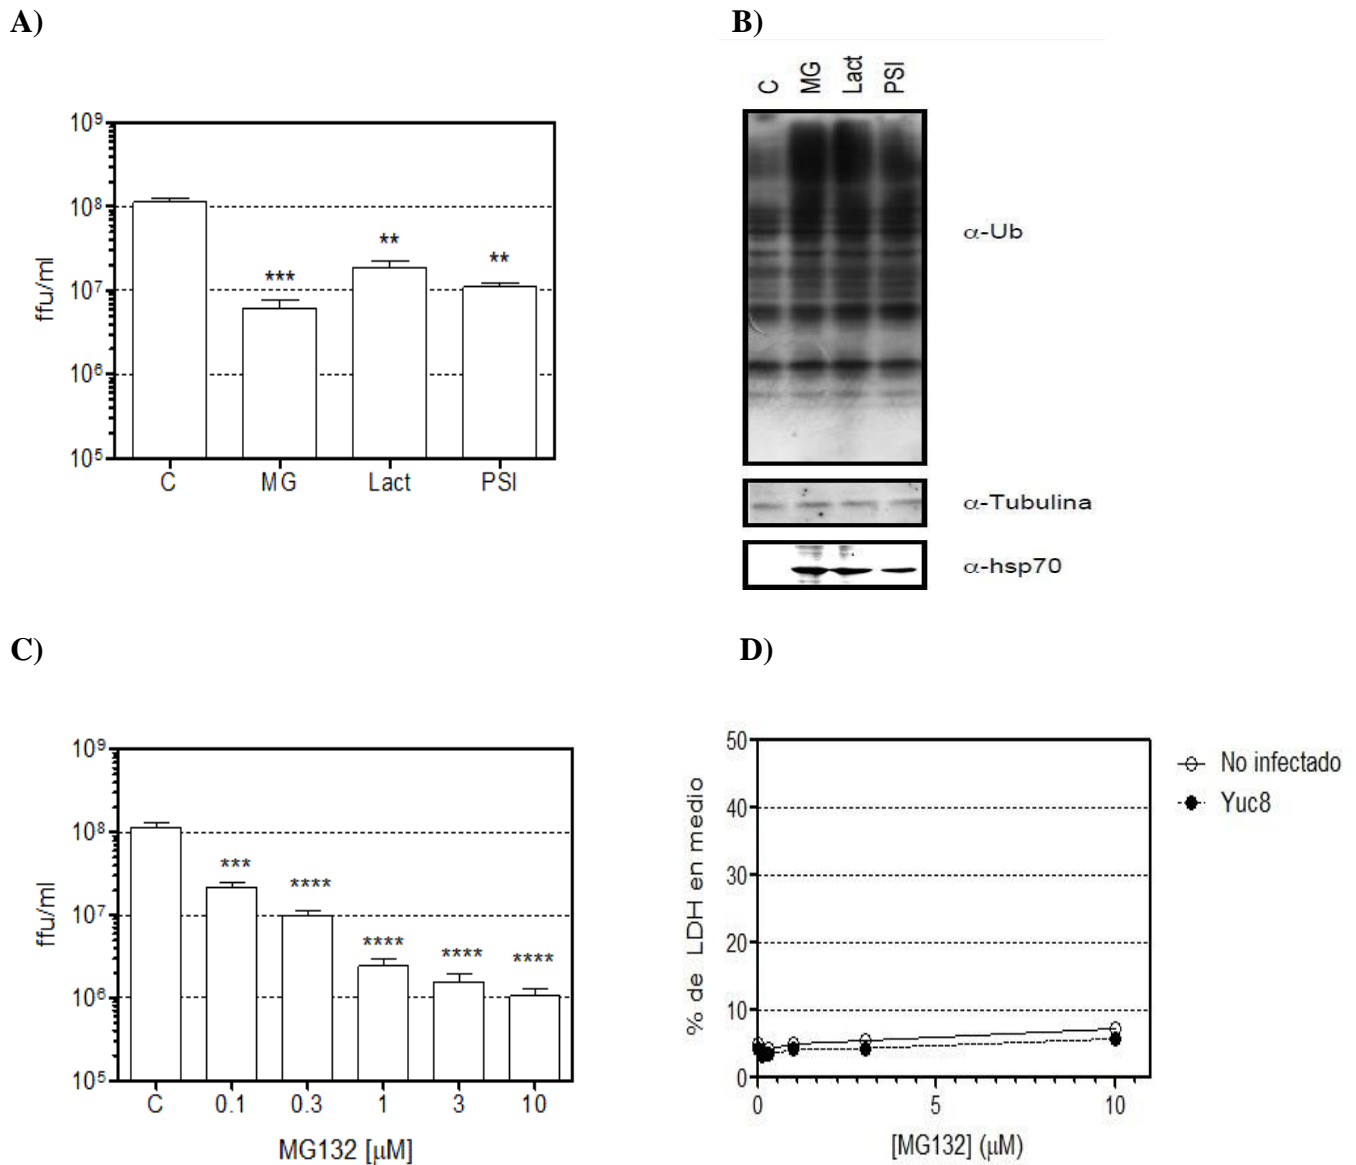 A)
10⁹
10⁸
10⁷
10⁶
10⁵
ffu/ml
***
**
**
C
MG
Lact
PSI
B)
C
MG
Lact
PSI
α-Ub
α-Tubulina
α-hsp70
C)
10⁹
10⁸
10⁷
10⁶
10⁵
ffu/ml
***
****
****
****
****
C
0.1
0.3
1
3
10
MG132 [μM]
D)
50
40
30
20
10
0
% de LDH en medio
0
5
10
[MG132] (μM)
No infectado
Yuc8